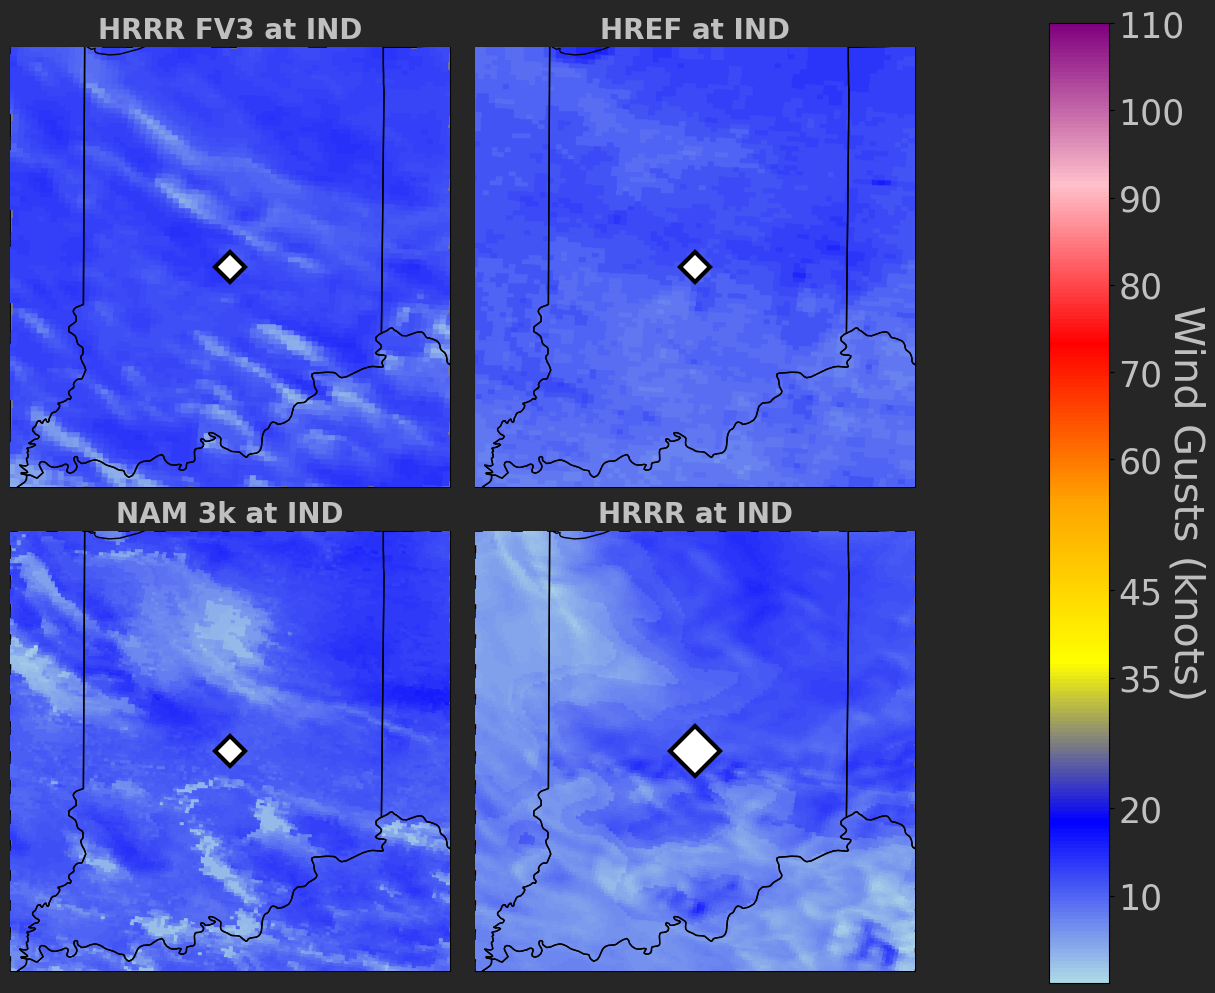 HRRR FV3 at IND
HREF at IND
NAM 3k at IND
HRRR at IND
110
100
90
80
70
60
45
35
20
10
Wind Gusts (knots)